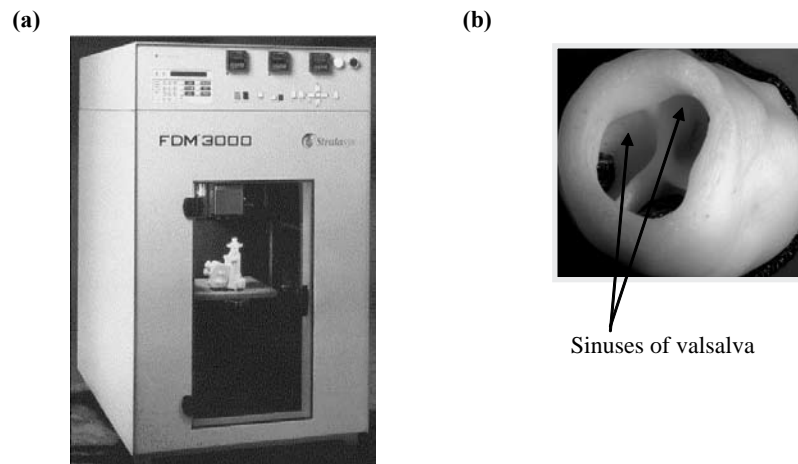 (a)
(b)
FDM 3000
Stratasys
Sinuses of valsalva